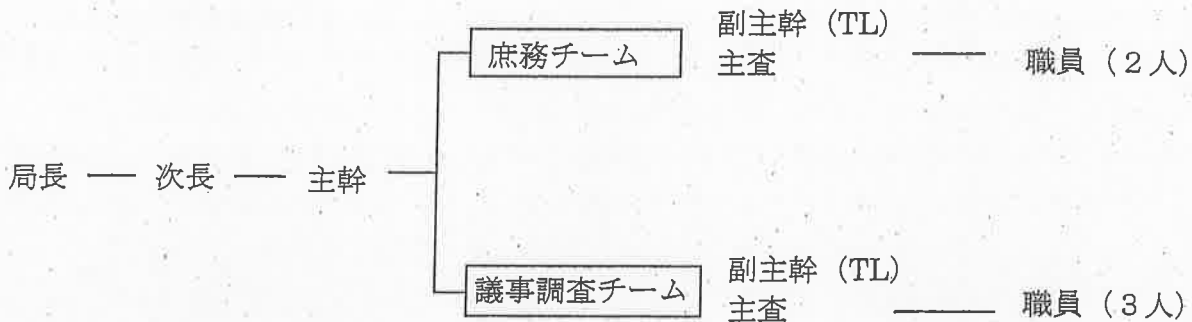 副主幹（TL）
庶務チーム
主査
職員（２人）
局長
次長
主幹
副主幹（TL）
議事調査チーム
主査
職員（３人）